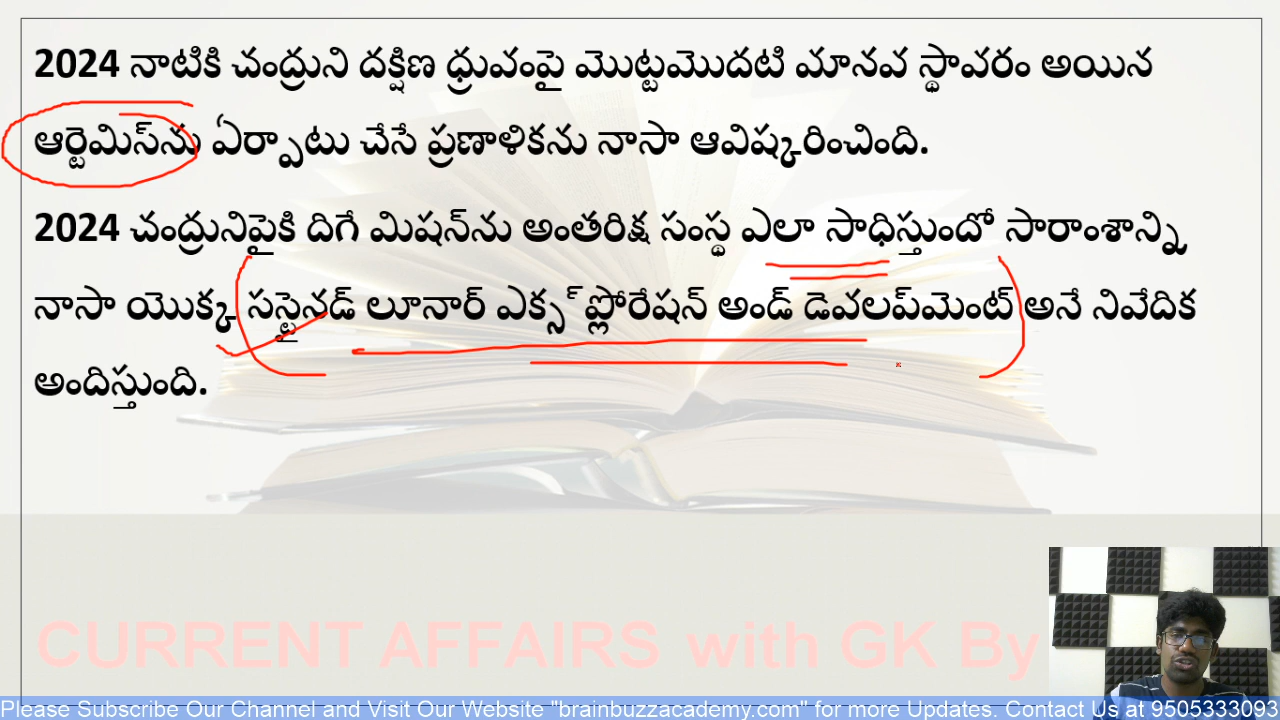 2024 నాటికి చంద్రుని దక్షిణ ధ్రువంపై మొట్టమొదటి మానవ స్థావరం అయిన
ఆర్టెమిస్‌ను ఏర్పాటు చేసే ప్రణాళికను నాసా ఆవిష్కరించింది.
2024 చంద్రునిపైకి దిగే మిషన్‌ను అంతరిక్ష సంస్థ ఎలా సాధిస్తుందో సారాంశాన్ని
నాసా యొక్క సస్టైనడ్ లూనార్ ఎక్స్ ప్లోరేషన్ అండ్ డెవలప్‌మెంట్ అనే నివేదిక
అందిస్తుంది.
CURRENT AFFAIRS with GK By
Please Subscribe Our Channel and Visit Our Website "brainbuzzacademy.com" for more Updates. Contact Us at 9505333093